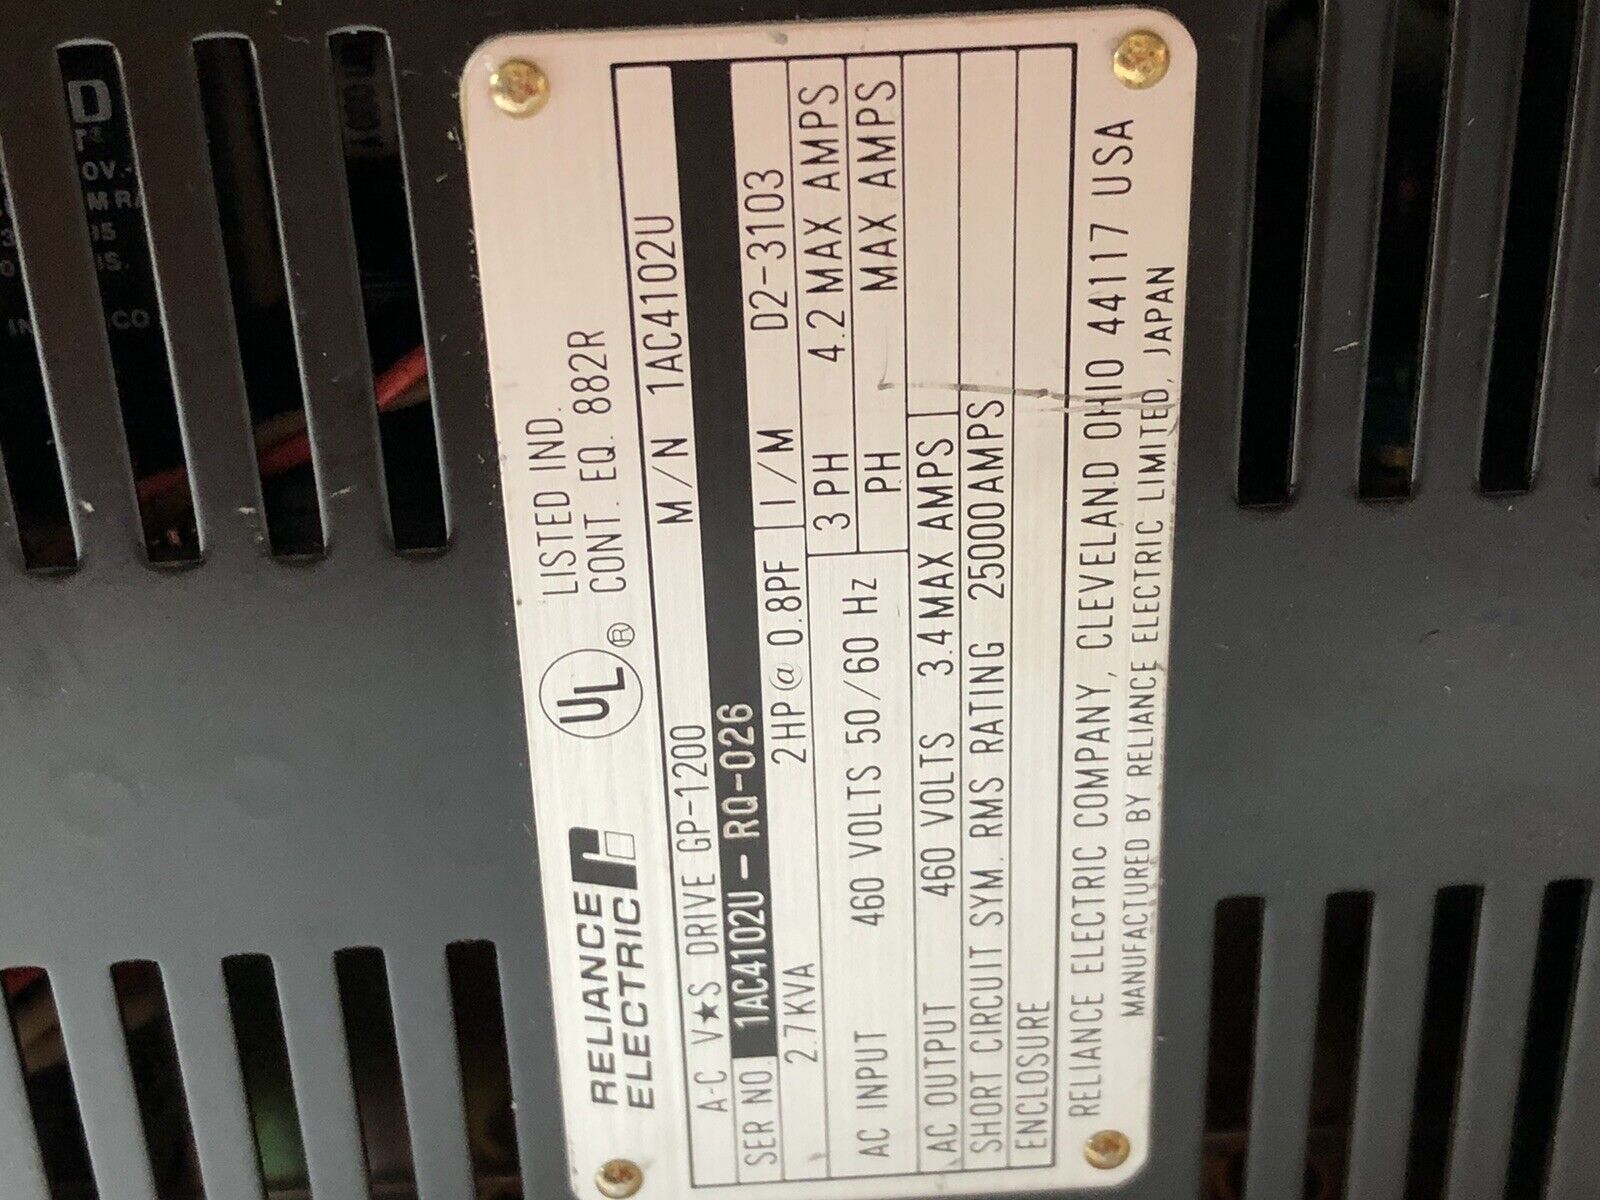 RELIANCE
ELECTRIC
UL ®
LISTED IND.
CONT. EQ. 882R
A-C V★S DRIVE GP-1200 M/N 1AC4102U
SER NO. 1AC4102U-RQ-026
2.7KVA 2HP@0.8PF I/M D2-3103
AC INPUT 460 VOLTS 50/60 Hz 3 PH 4.2 MAX AMPS
PH MAX AMPS
AC OUTPUT 460 VOLTS 3.4 MAX AMPS
SHORT CIRCUIT SYM. RMS RATING 25000AMPS
ENCLOSURE
RELIANCE ELECTRIC COMPANY, CLEVELAND OHIO 44117 USA
MANUFACTURED BY RELIANCE ELECTRIC LIMITED, JAPAN